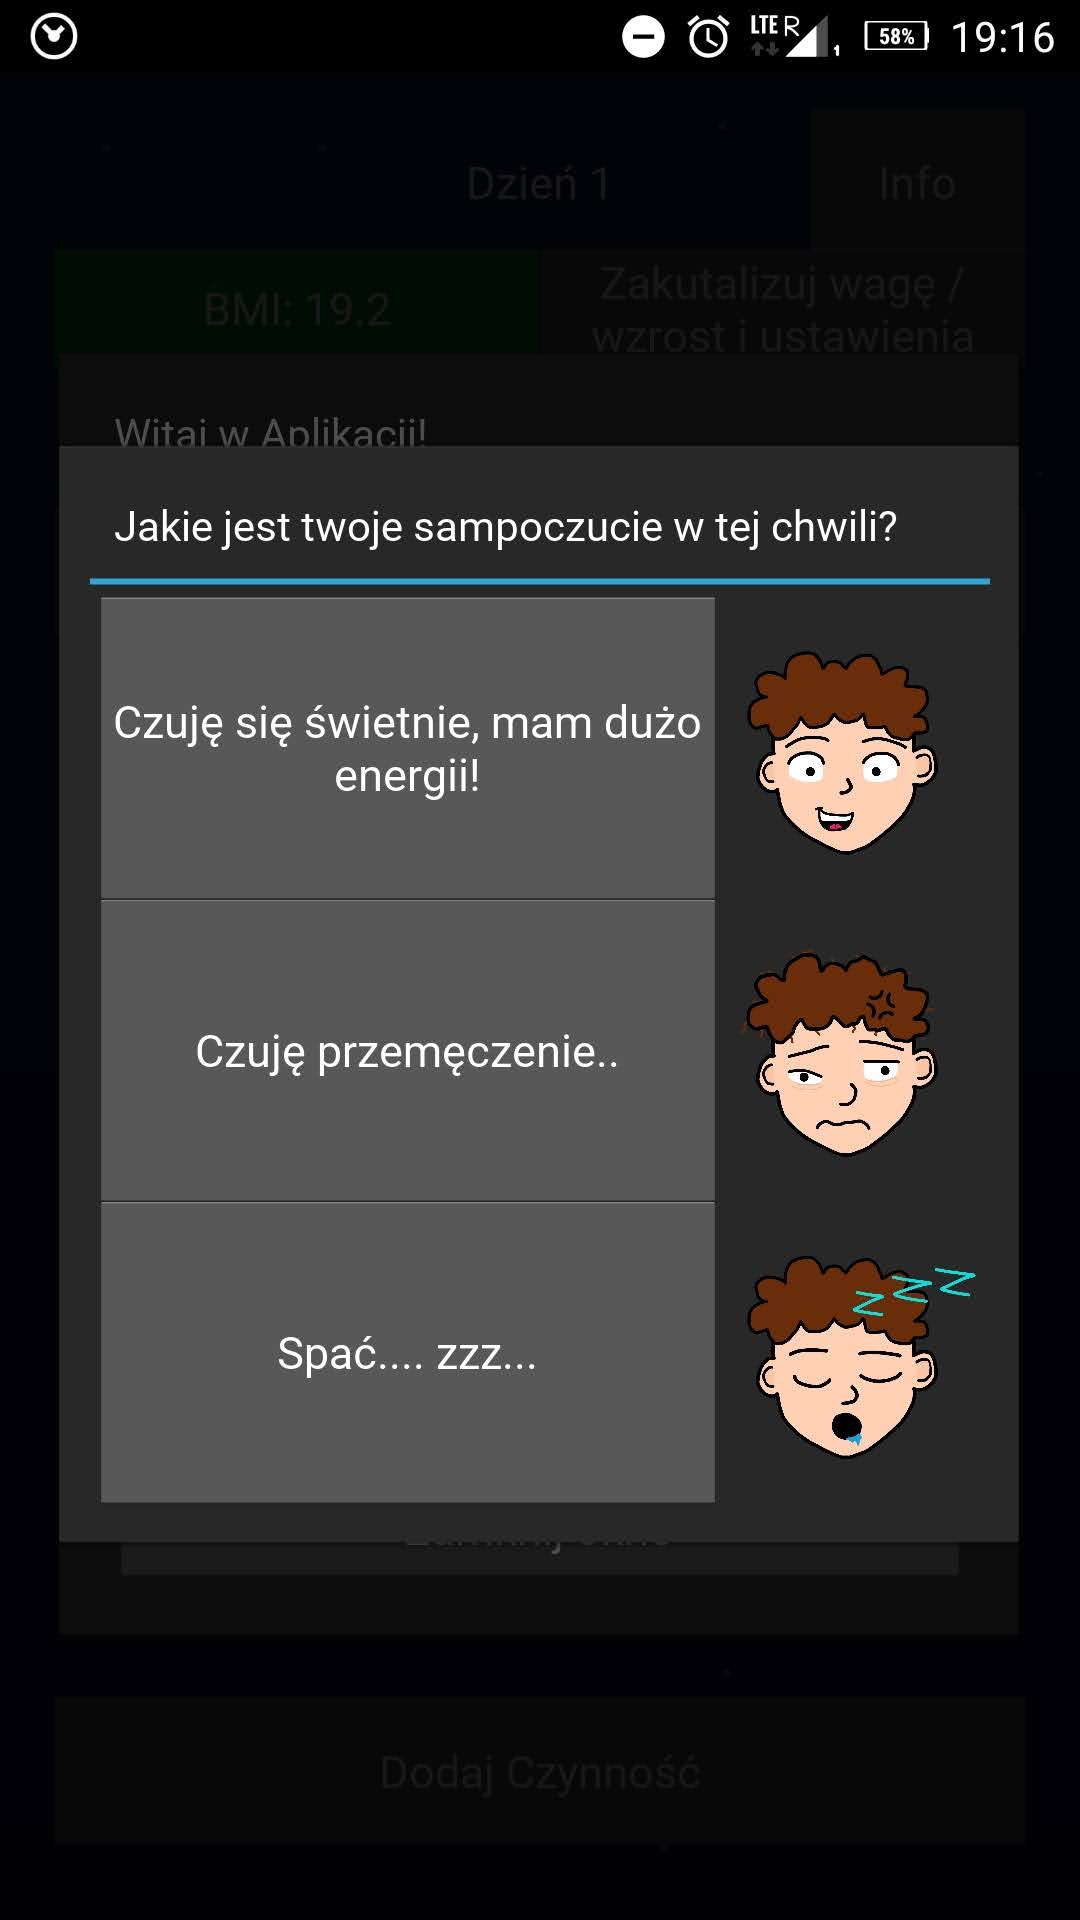 LTE R
1
58%
19:16
Dzień 1
Info
BMI: 19.2
Zakutalizuj wagę /
wzrost i ustawienia
Witaj w Aplikacji!
Jakie jest twoje sampoczucie w tej chwili?
Czuję się świetnie, mam dużo
energii!
Czuję przemęczenie..
Spać.... zzz...
z z z
Dodaj Czynność